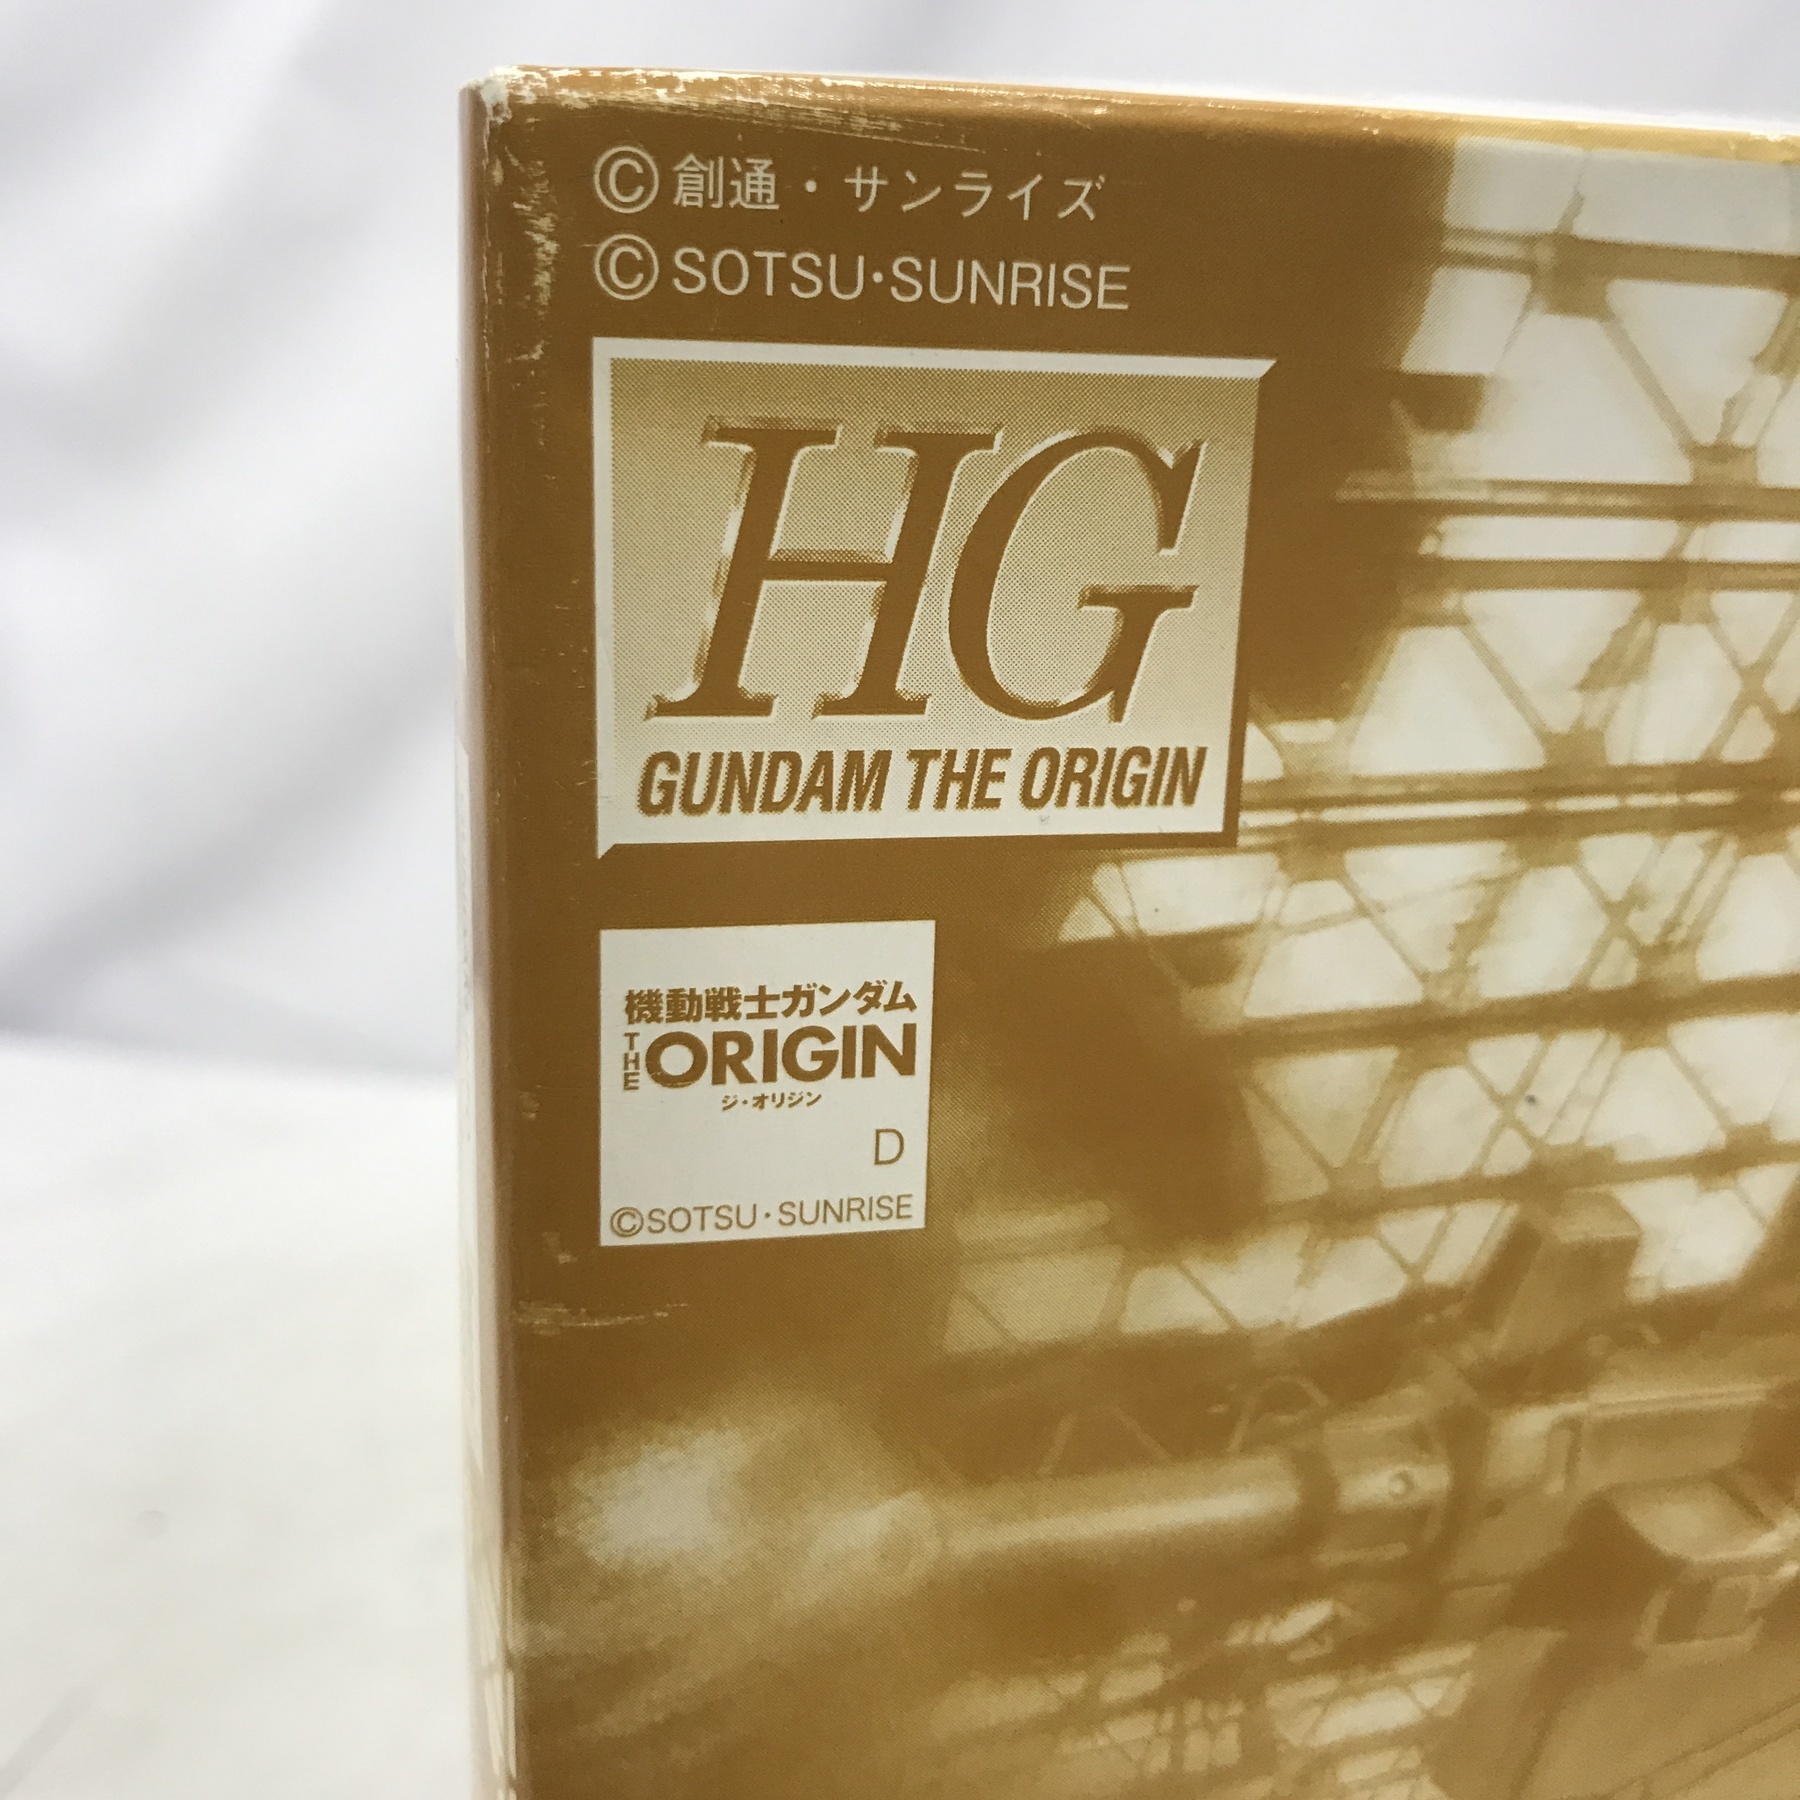 ©創通・サンライズ
©SOTSU・SUNRISE
HG
GUNDAM THE ORIGIN
機動戦士ガンダム
THE ORIGIN
ジ・オリジン
D
©SOTSU・SUNRISE